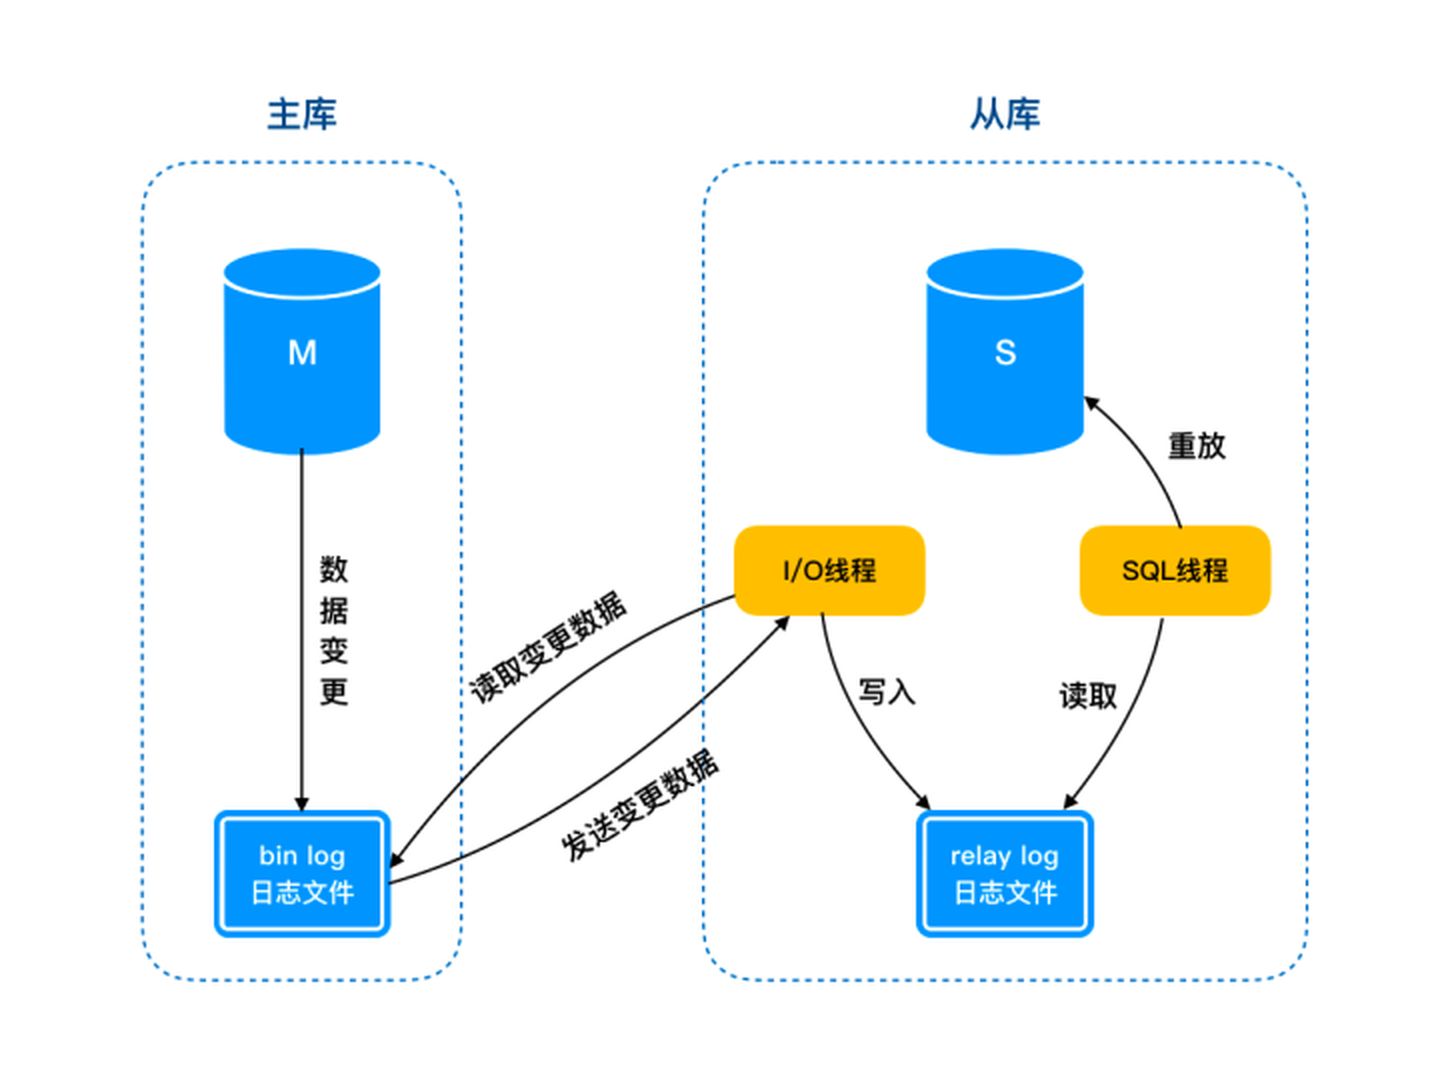 主库
从库
M
S
重放
数据变更
I/O线程
SQL线程
读取变更数据
发送变更数据
写入
读取
bin log
日志文件
relay log
日志文件